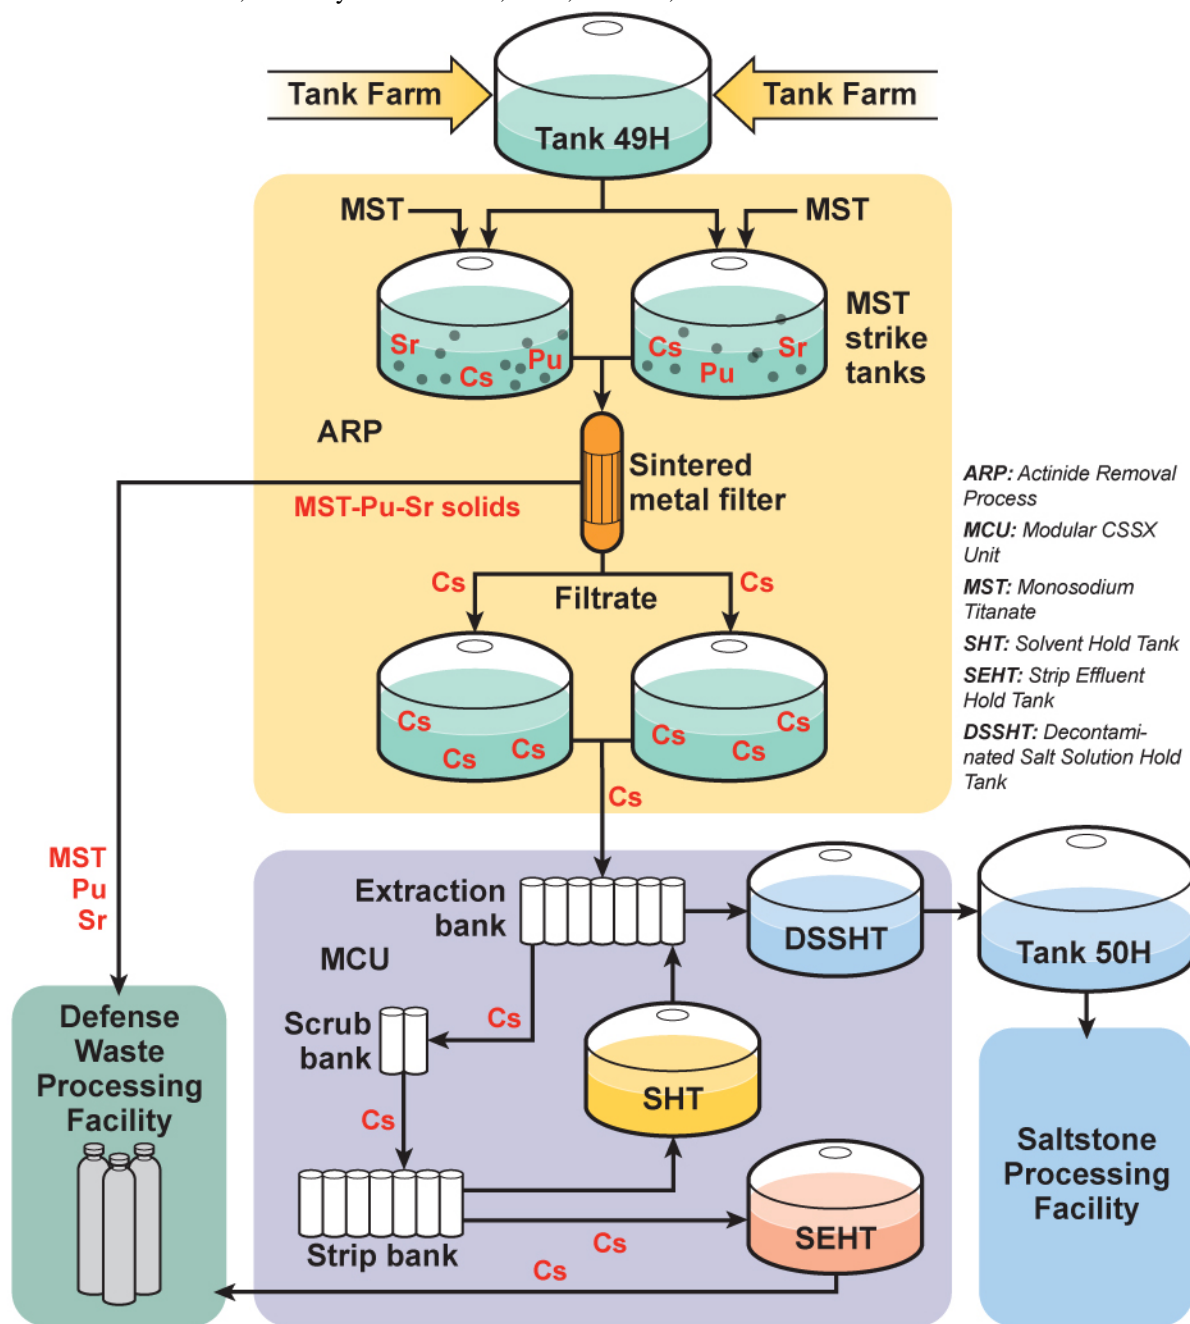 Tank Farm
Tank Farm
Tank 49H
MST
MST
Sr
Cs
Pu
Cs
Pu
Sr
MST
strike
tanks
ARP
Sintered
metal filter
MST-Pu-Sr solids
Cs
Cs
Filtrate
Cs
Cs
Cs
Cs
Cs
Cs
Cs
ARP: Actinide Removal
Process
MCU: Modular CSSX
Unit
MST: Monosodium
Titanate
SHT: Solvent Hold Tank
SEHT: Strip Effluent
Hold Tank
DSSHT: Decontami-
nated Salt Solution Hold
Tank
MST
Pu
Sr
Extraction
bank
DSSHT
Tank 50H
MCU
Cs
Scrub
bank
SHT
Cs
Strip bank
Cs
SEHT
Cs
Defense
Waste
Processing
Facility
Saltstone
Processing
Facility